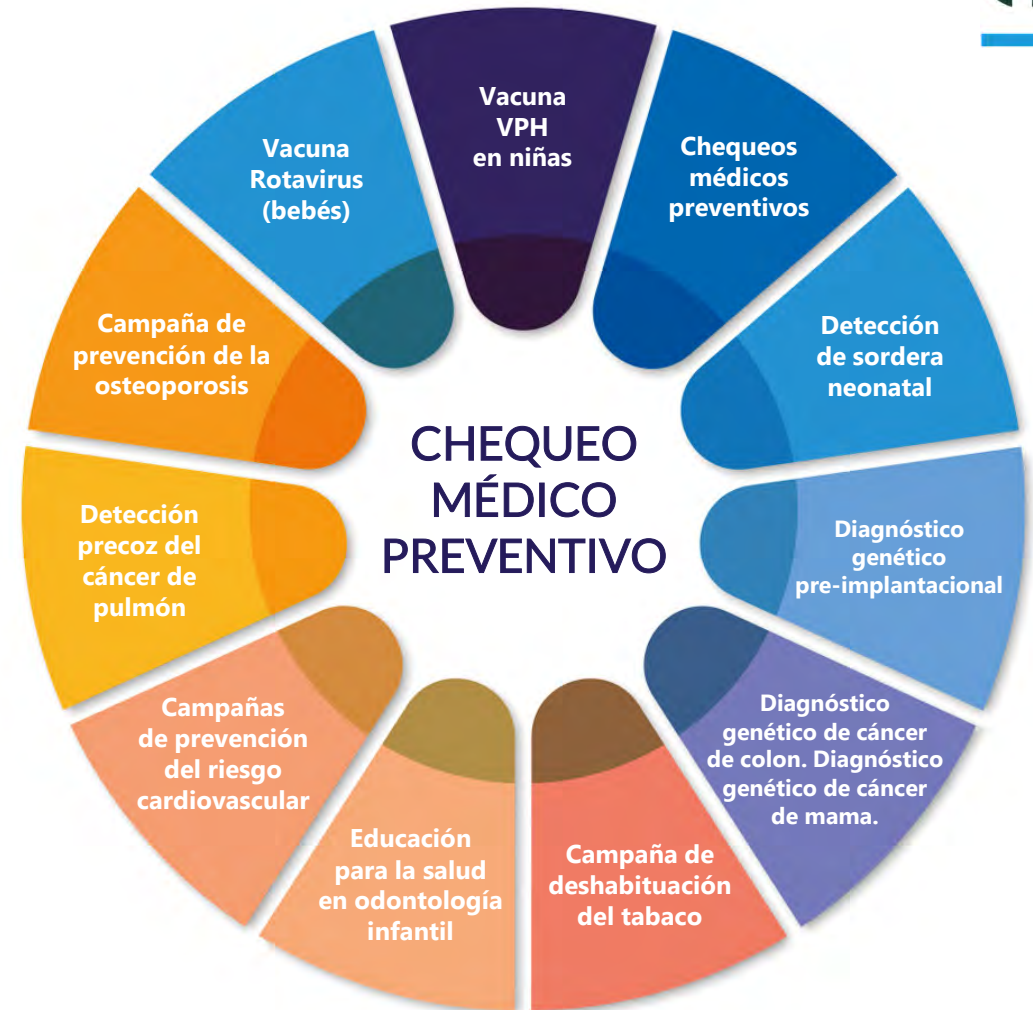 Vacuna
VPH
en niñas
Chequeos
médicos
preventivos
Detección
de sordera
neonatal
Diagnóstico
genético
pre-implantacional
Diagnóstico
genético de cáncer
de colon. Diagnóstico
genético de cáncer
de mama.
Campaña de
deshabituación
del tabaco
Educación
para la salud
en odontología
infantil
Campañas
de prevención
del riesgo
cardiovascular
Detección
precoz del
cáncer de
pulmón
Campaña de
prevención de la
osteoporosis
Vacuna
Rotavirus
(bebés)
CHEQUEO
MÉDICO
PREVENTIVO